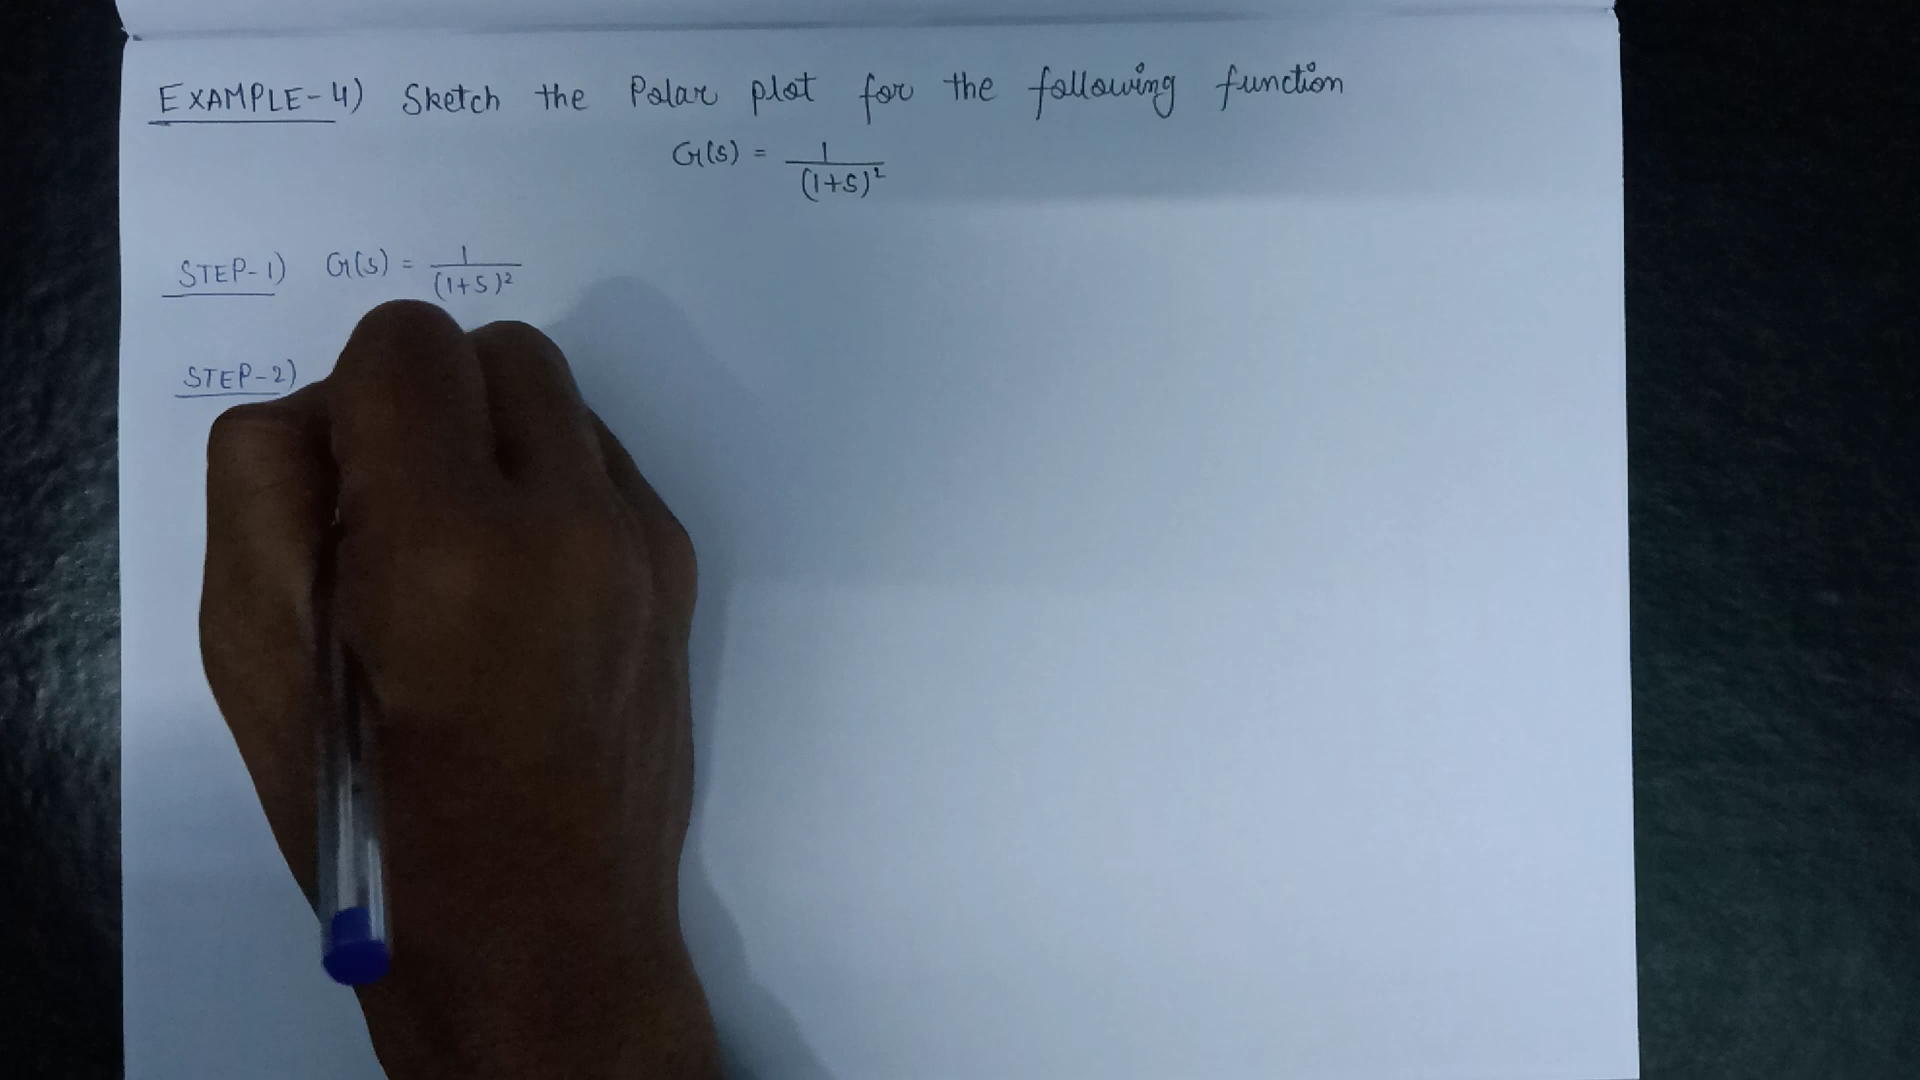 EXAMPLE-4) Sketch the Polar plot for the following function
G(s) = 1/(1+s)²
STEP-1) G(s) = 1/(1+s)²
STEP-2)